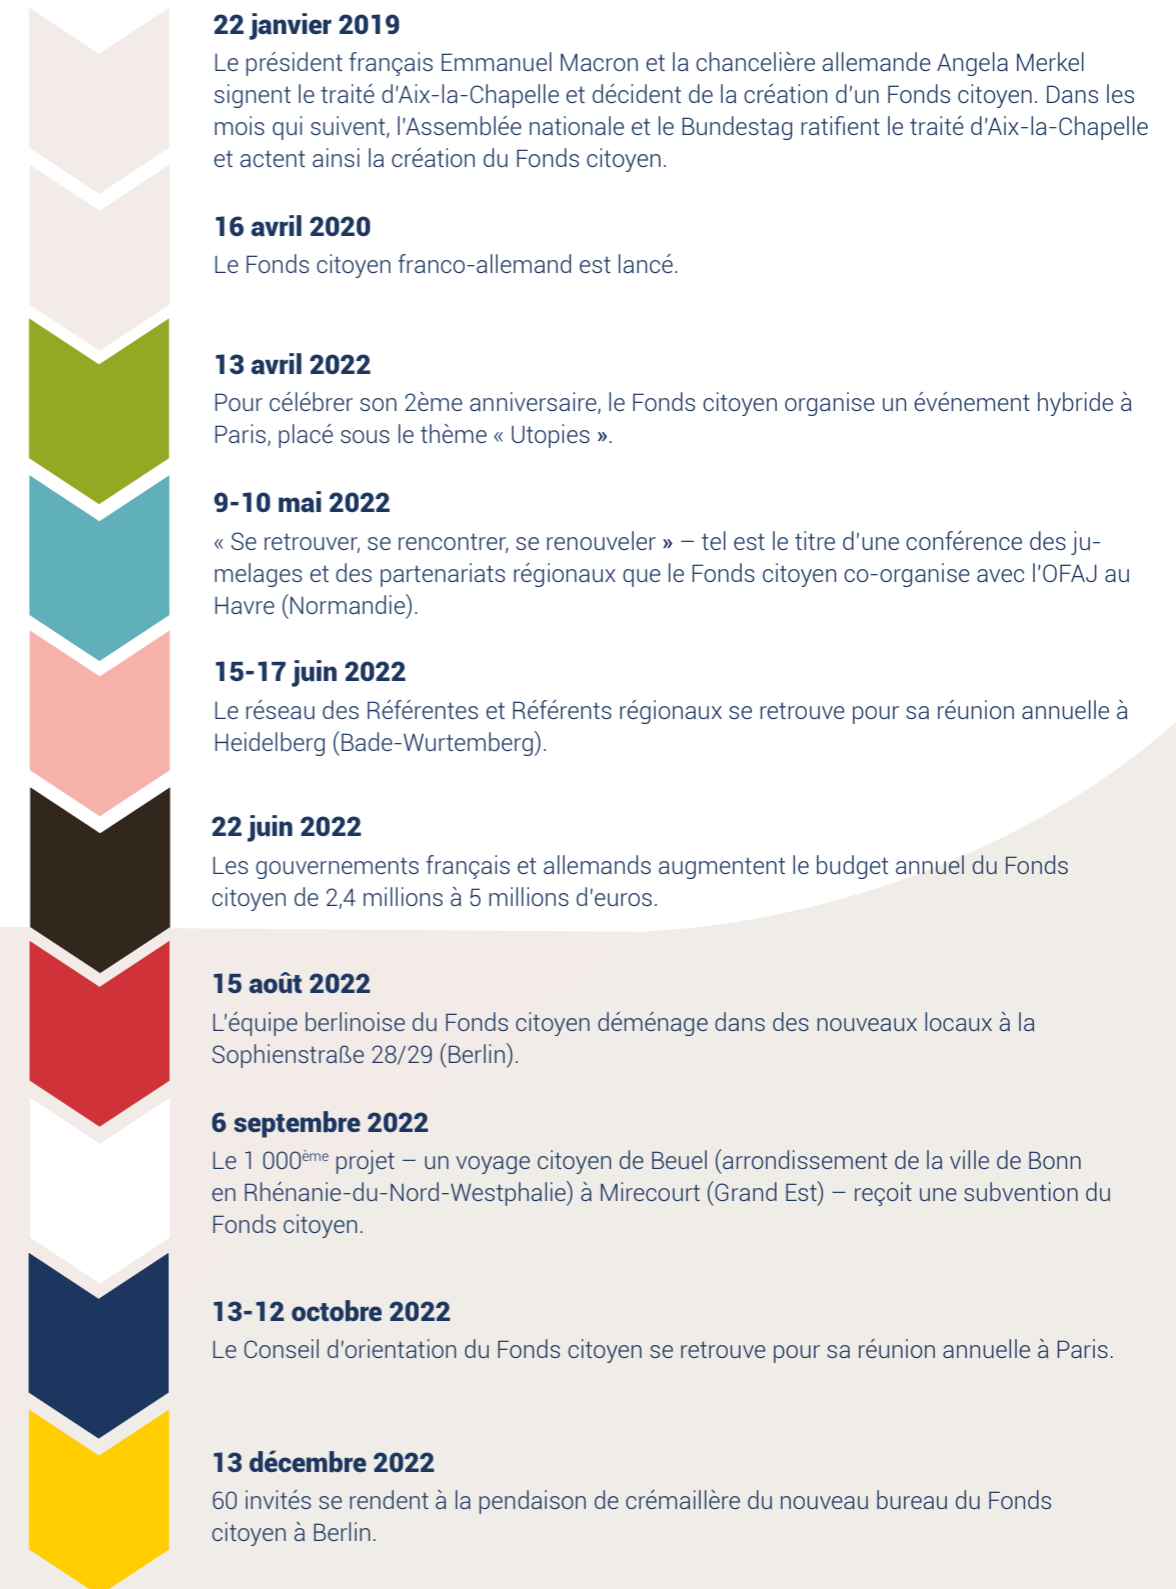 22 janvier 2019
Le président français Emmanuel Macron et la chancelière allemande Angela Merkel
signent le traité d'Aix-la-Chapelle et décident de la création d'un Fonds citoyen. Dans les
mois qui suivent, l'Assemblée nationale et le Bundestag ratifient le traité d'Aix-la-Chapelle
et actent ainsi la création du Fonds citoyen.
16 avril 2020
Le Fonds citoyen franco-allemand est lancé.
13 avril 2022
Pour célébrer son 2ème anniversaire, le Fonds citoyen organise un événement hybride à
Paris, placé sous le thème « Utopies ».
9-10 mai 2022
« Se retrouver, se rencontrer, se renouveler » – tel est le titre d'une conférence des ju-
melages et des partenariats régionaux que le Fonds citoyen co-organise avec l'OFAJ au
Havre (Normandie).
15-17 juin 2022
Le réseau des Référentes et Référents régionaux se retrouve pour sa réunion annuelle à
Heidelberg (Bade-Wurtemberg).
22 juin 2022
Les gouvernements français et allemands augmentent le budget annuel du Fonds
citoyen de 2,4 millions à 5 millions d'euros.
15 août 2022
L'équipe berlinoise du Fonds citoyen déménage dans des nouveaux locaux à la
Sophienstraße 28/29 (Berlin).
6 septembre 2022
Le 1 000ème projet – un voyage citoyen de Beuel (arrondissement de la ville de Bonn
en Rhénanie-du-Nord-Westphalie) à Mirecourt (Grand Est) – reçoit une subvention du
Fonds citoyen.
13-12 octobre 2022
Le Conseil d'orientation du Fonds citoyen se retrouve pour sa réunion annuelle à Paris.
13 décembre 2022
60 invités se rendent à la pendaison de crémaillère du nouveau bureau du Fonds
citoyen à Berlin.